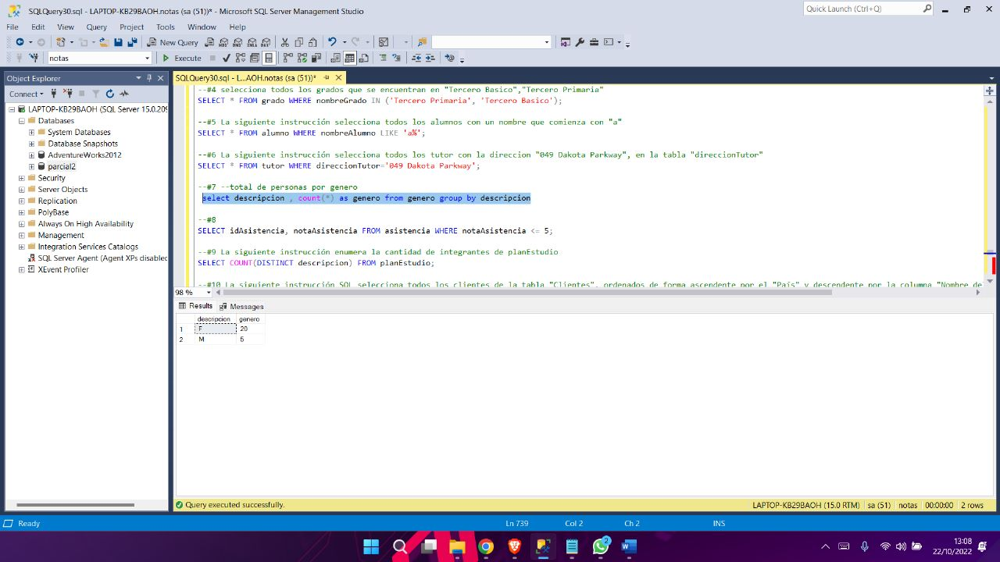 SQLQuery30.sql - LAPTOP-KB29BAOH.notas (sa (51))* - Microsoft SQL Server Management Studio
Quick Launch (Ctrl+Q)
File Edit View Query Project Tools Window Help
New Query
notas
Execute
Object Explorer
SQLQuery30.sql - L...AOH.notas (sa (51))*
Connect
LAPTOP-KB29BAOH (SQL Server 15.0.209
Databases
System Databases
Database Snapshots
AdventureWorks2012
parcial2
Security
Server Objects
Replication
PolyBase
Always On High Availability
Management
Integration Services Catalogs
SQL Server Agent (Agent XPs disabled
XEvent Profiler
--#4 selecciona todos los grados que se encuentran en "Tercero Basico","Tercero Primaria"
SELECT * FROM grado WHERE nombreGrado IN ('Tercero Primaria', 'Tercero Basico');
--#5 La siguiente instrucción selecciona todos los alumnos con un nombre que comienza con "a"
SELECT * FROM alumno WHERE nombreAlumno LIKE 'a%';
--#6 La siguiente instrucción selecciona todos los tutor con la direccion "049 Dakota Parkway", en la tabla "direccionTutor"
SELECT * FROM tutor WHERE direccionTutor='049 Dakota Parkway';
--#7 --total de personas por genero
select descripcion , count(*) as genero from genero group by descripcion
--#8
SELECT idAsistencia, notaAsistencia FROM asistencia WHERE notaAsistencia <= 5;
--#9 La siguiente instrucción enumera la cantidad de integrantes de planEstudio
SELECT COUNT(DISTINCT descripcion) FROM planEstudio;
--#10 La siguiente instrucción SQL selecciona todos los clientes de la tabla "Clientes", ordenados de forma ascendente por el "País" y descendente por la columna "Nombre de
98 %
Results Messages
descripcion genero
1 F 20
2 M 5
Query executed successfully.
LAPTOP-KB29BAOH (15.0 RTM) sa (51) notas 00:00:00 2 rows
Ready Ln 739 Col 2 Ch 2 INS
2
13:08
22/10/2022